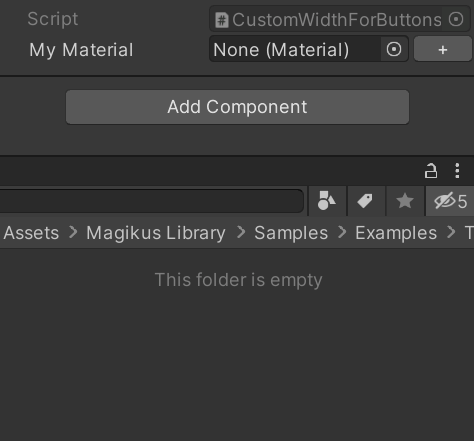 Script # CustomWidthForButtons
My Material None (Material) +
Add Component
5
Assets > Magikus Library > Samples > Examples > T
This folder is empty